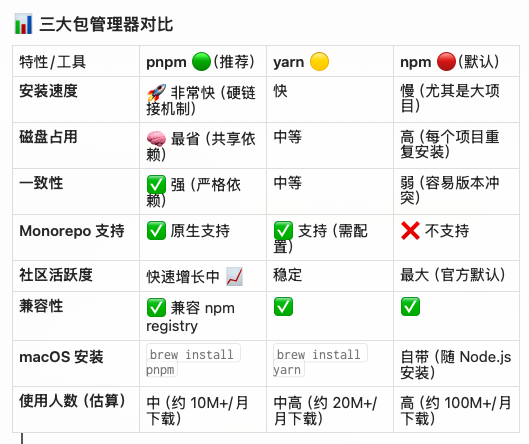 📊 三大包管理器对比
特性/工具 pnpm 🟢(推荐) yarn 🟡 npm 🔴(默认)
安装速度 🚀 非常快 (硬链接机制) 快 慢 (尤其是大项目)
磁盘占用 🧠 最省 (共享依赖) 中等 高 (每个项目重复安装)
一致性 ✅ 强 (严格依赖) 中等 弱 (容易版本冲突)
Monorepo 支持 ✅ 原生支持 ✅ 支持 (需配置) ❌ 不支持
社区活跃度 快速增长中 📈 稳定 最大 (官方默认)
兼容性 ✅ 兼容 npm registry ✅ ✅
macOS 安装 brew install pnpm brew install yarn 自带 (随 Node.js 安装)
使用人数 (估算) 中 (约 10M+/月下载) 中高 (约 20M+/月下载) 高 (约 100M+/月下载)